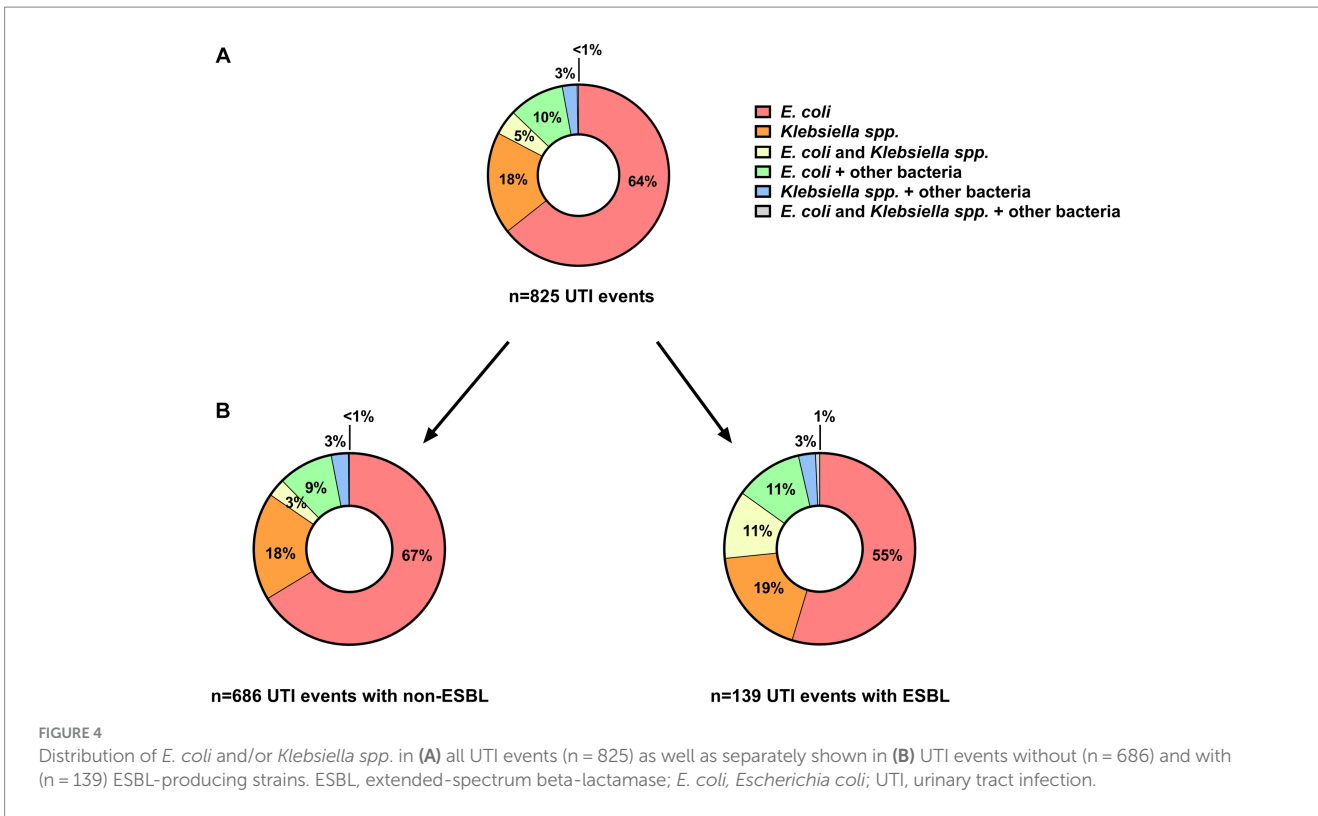 A
<1%
3%
10%
5%
18%
64%
E. coli
Klebsiella spp.
E. coli and Klebsiella spp.
E. coli + other bacteria
Klebsiella spp. + other bacteria
E. coli and Klebsiella spp. + other bacteria
n=825 UTI events
B
<1%
3%
9%
3%
18%
67%
n=686 UTI events with non-ESBL
1%
3%
11%
11%
19%
55%
n=139 UTI events with ESBL
FIGURE 4
Distribution of E. coli and/or Klebsiella spp. in (A) all UTI events (n = 825) as well as separately shown in (B) UTI events without (n = 686) and with
(n = 139) ESBL-producing strains. ESBL, extended-spectrum beta-lactamase; E. coli, Escherichia coli; UTI, urinary tract infection.